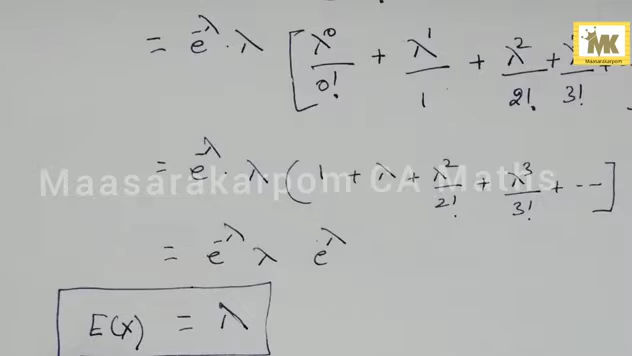 MK
Maasarakarpom
= e^-λ · λ [ λ^0/0! + λ^1/1 + λ^2/2! + λ^3/3! +
= e^-λ · λ ( 1 + λ + λ^2/2! + λ^3/3! + -- ]
Maasarakarpom CA Maths
= e^-λ λ e^λ
E(x) = λ